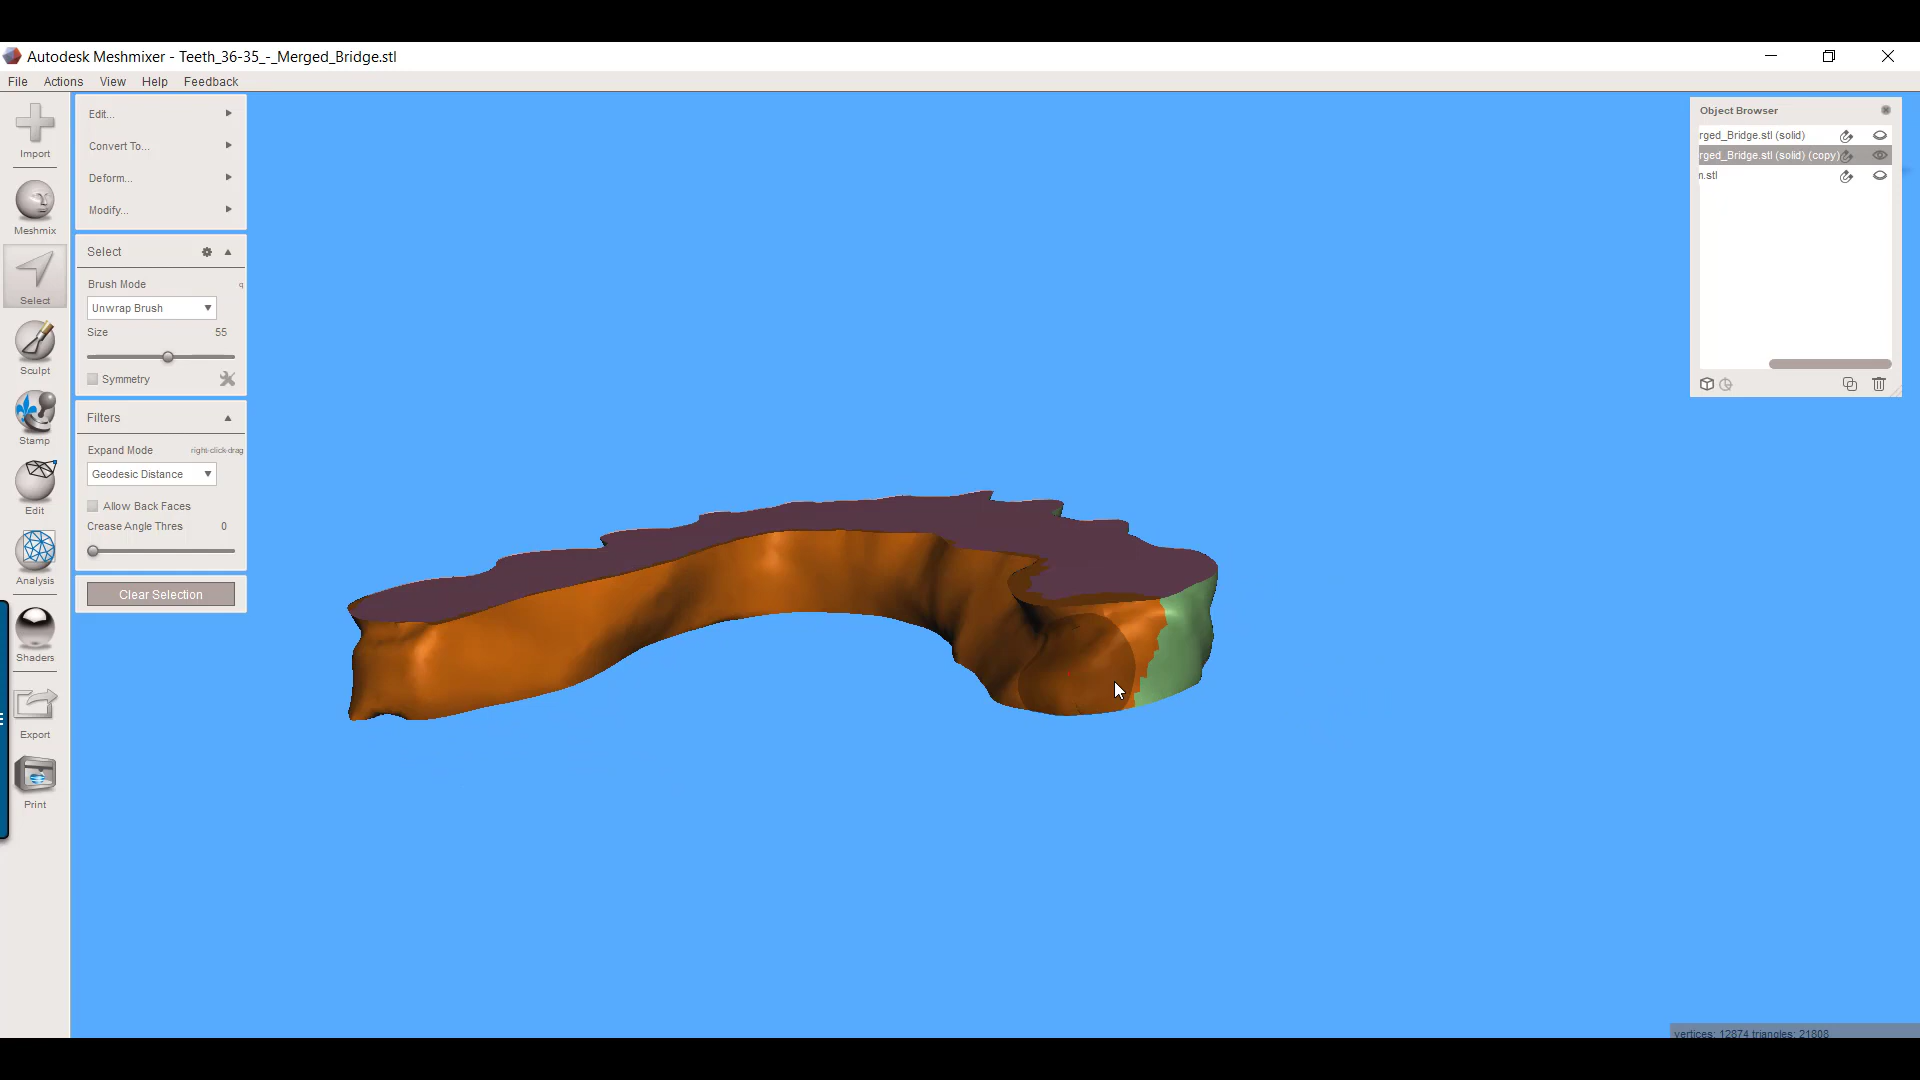 Autodesk Meshmixer - Teeth_36-35_-_Merged_Bridge.stl
File Actions View Help Feedback
Import
Meshmix
Select
Sculpt
Stamp
Edit
Analysis
Shaders
Export
Print
Edit...
Convert To...
Deform...
Modify...
Select
Brush Mode q
Unwrap Brush
Size 55
Symmetry
Filters
Expand Mode right-click-drag
Geodesic Distance
Allow Back Faces
Crease Angle Thres 0
Clear Selection
Object Browser
rged_Bridge.stl (solid)
rged_Bridge.stl (solid) (copy)
n.stl
vertices: 12874 triangles: 21808